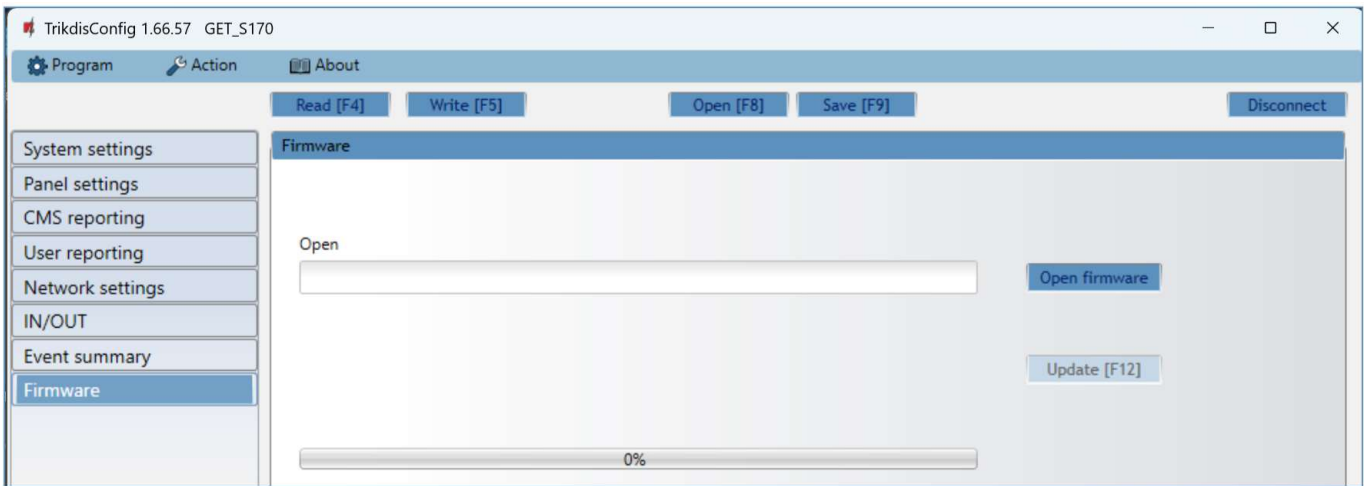 TrikdisConfig 1.66.57 GET_S170
Program Action About
Read [F4] Write [F5] Open [F8] Save [F9] Disconnect
System settings
Panel settings
CMS reporting
User reporting
Network settings
IN/OUT
Event summary
Firmware
Firmware
Open
Open firmware
Update [F12]
0%